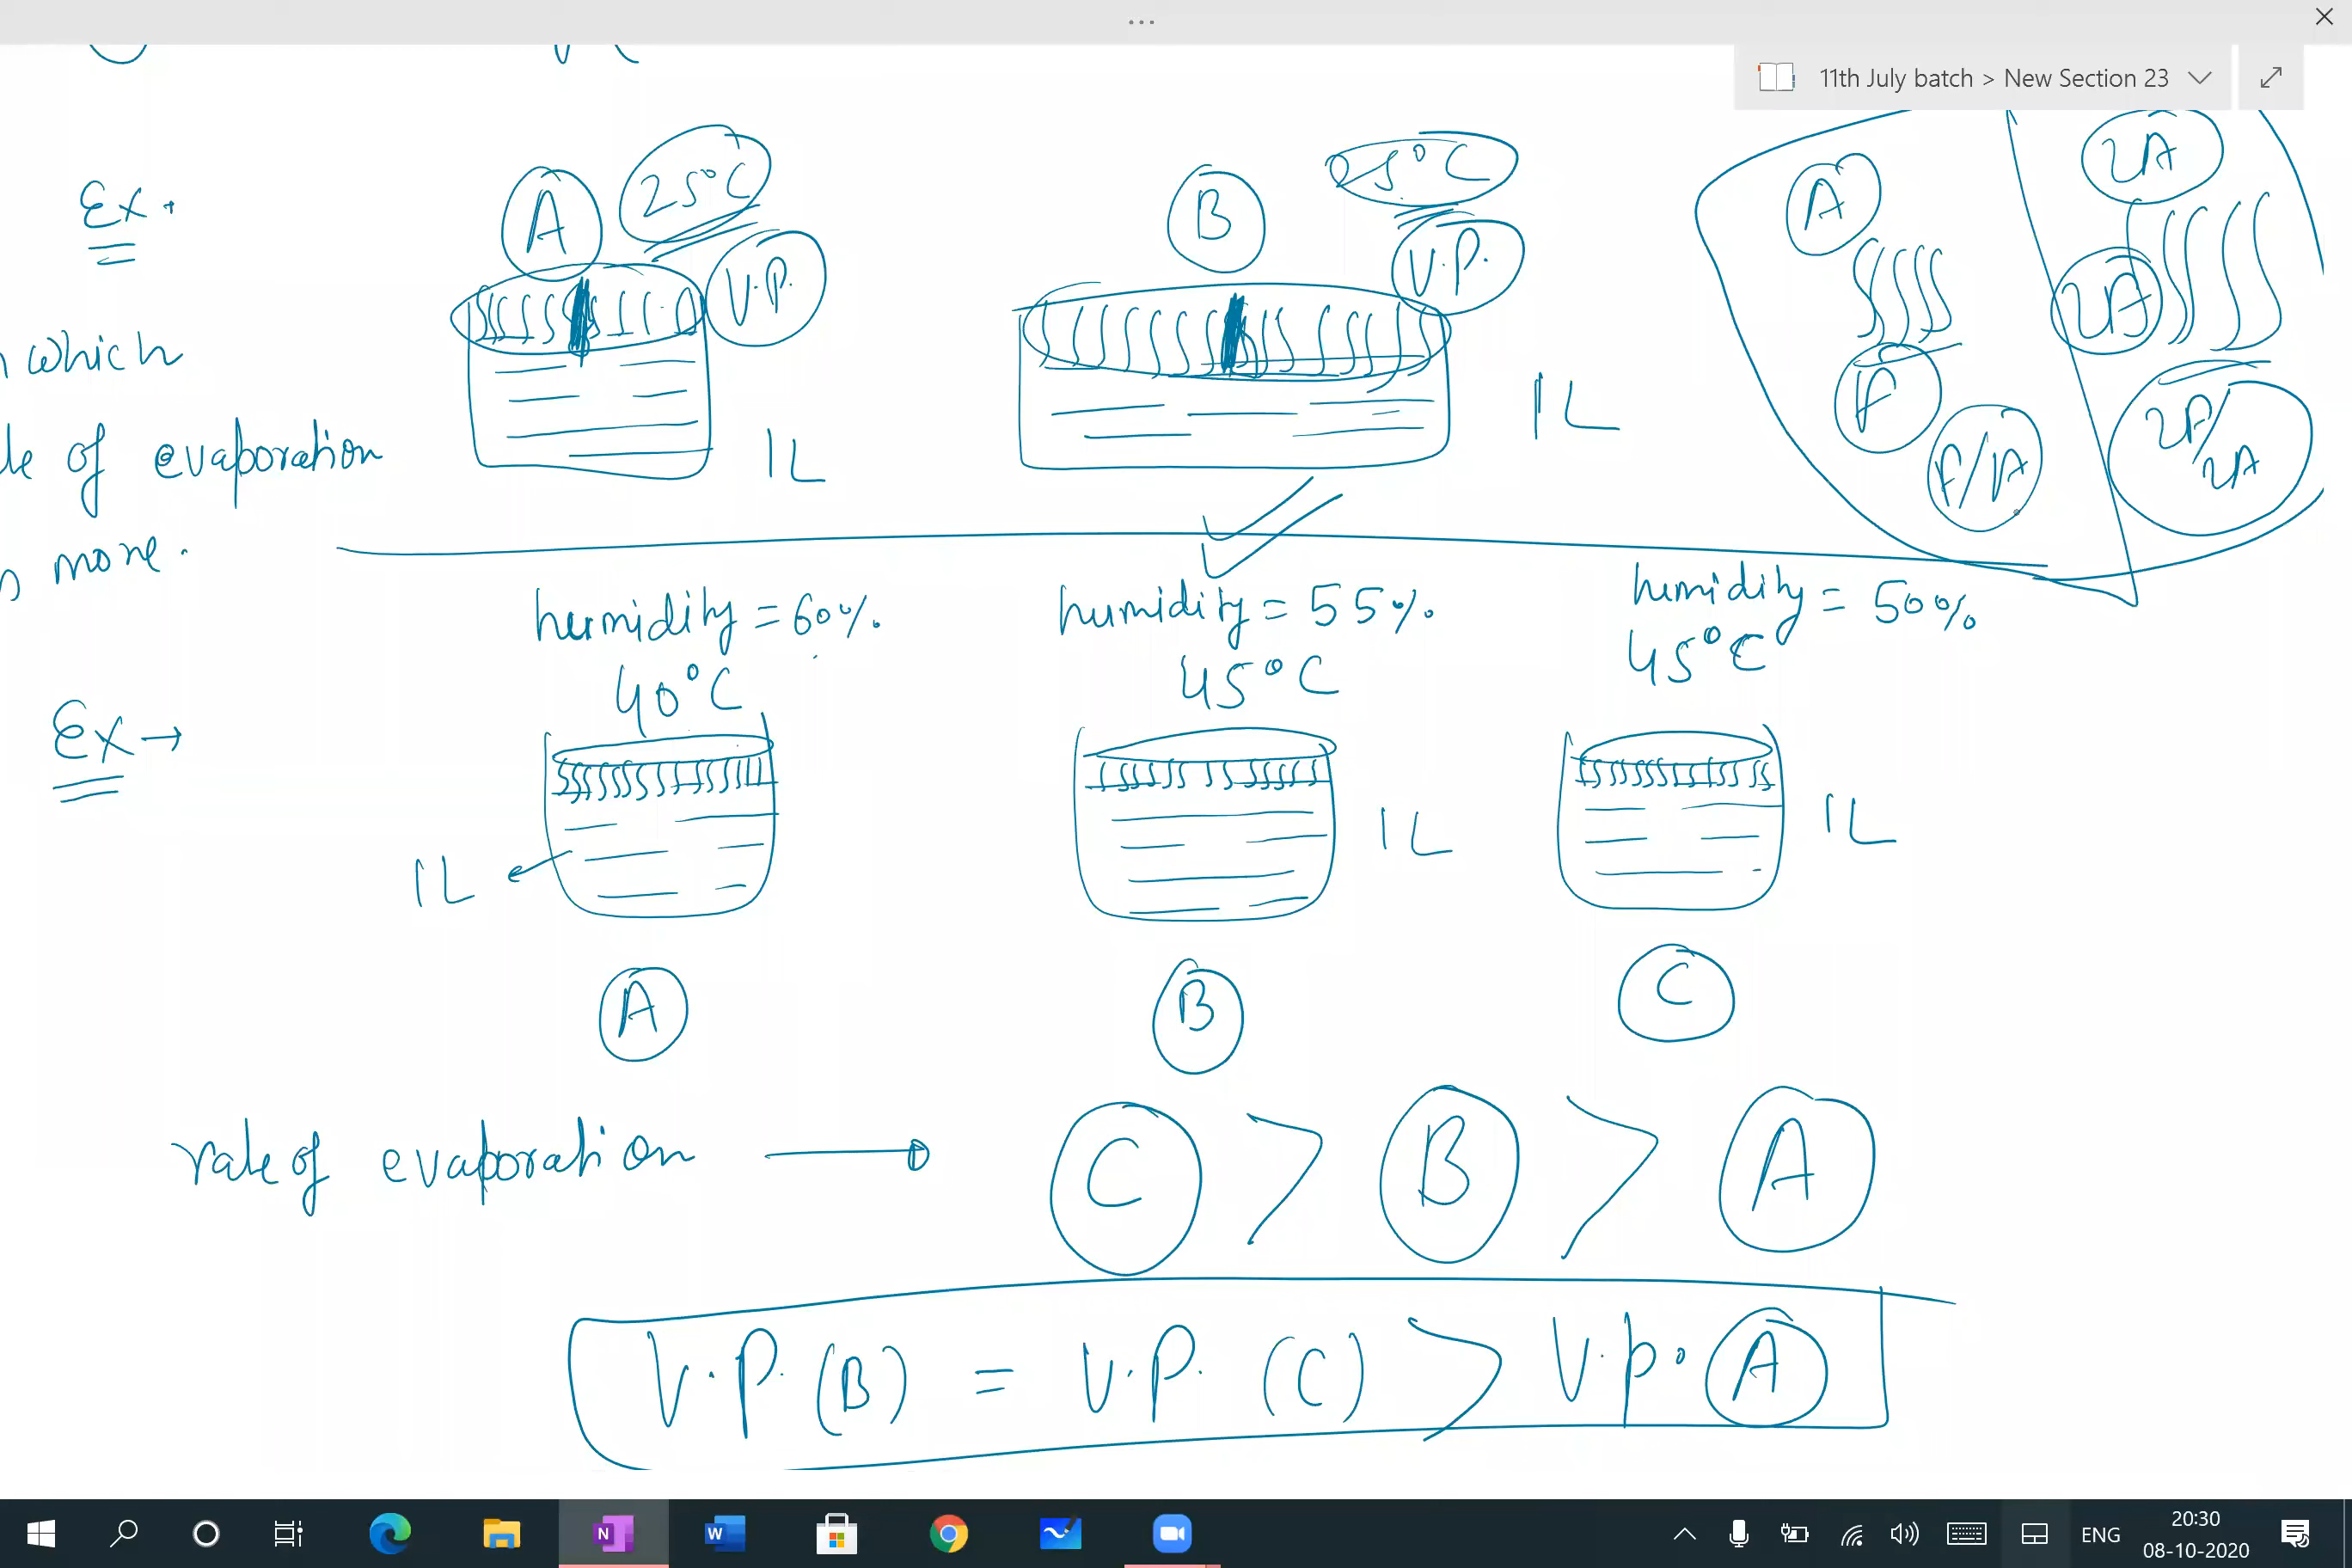 11th July batch > New Section 23
Ex.
A 25°C V.P.
B 25°C V.P.
A 2A
F 2A
F/A 2F/2A
which
1L 1L
of evaporation
more.
humidity = 60% humidity = 55% humidity = 50%
40°C 45°C 45°C
Ex →
1L 1L 1L
A B C
rate of evaporation → C > B > A
V.P. (B) = V.P. (C) > V.P. A
N W ENG 20:30
08-10-2020